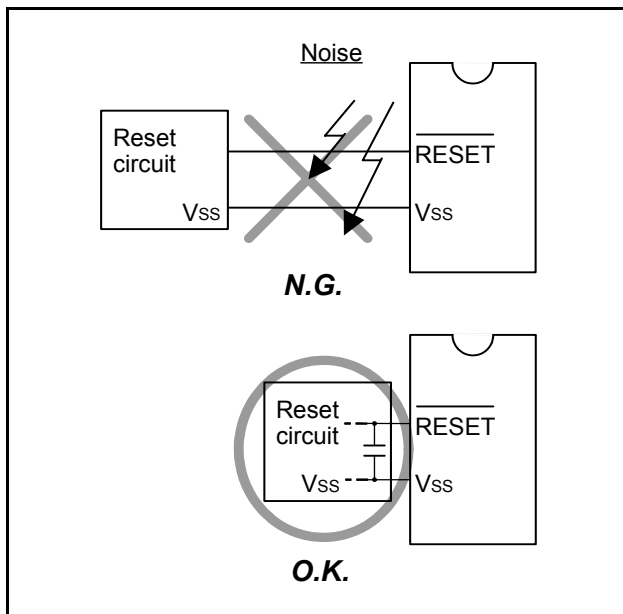 Noise
Reset
circuit
RESET
VSS
VSS
N.G.
Reset
circuit
RESET
VSS
VSS
O.K.